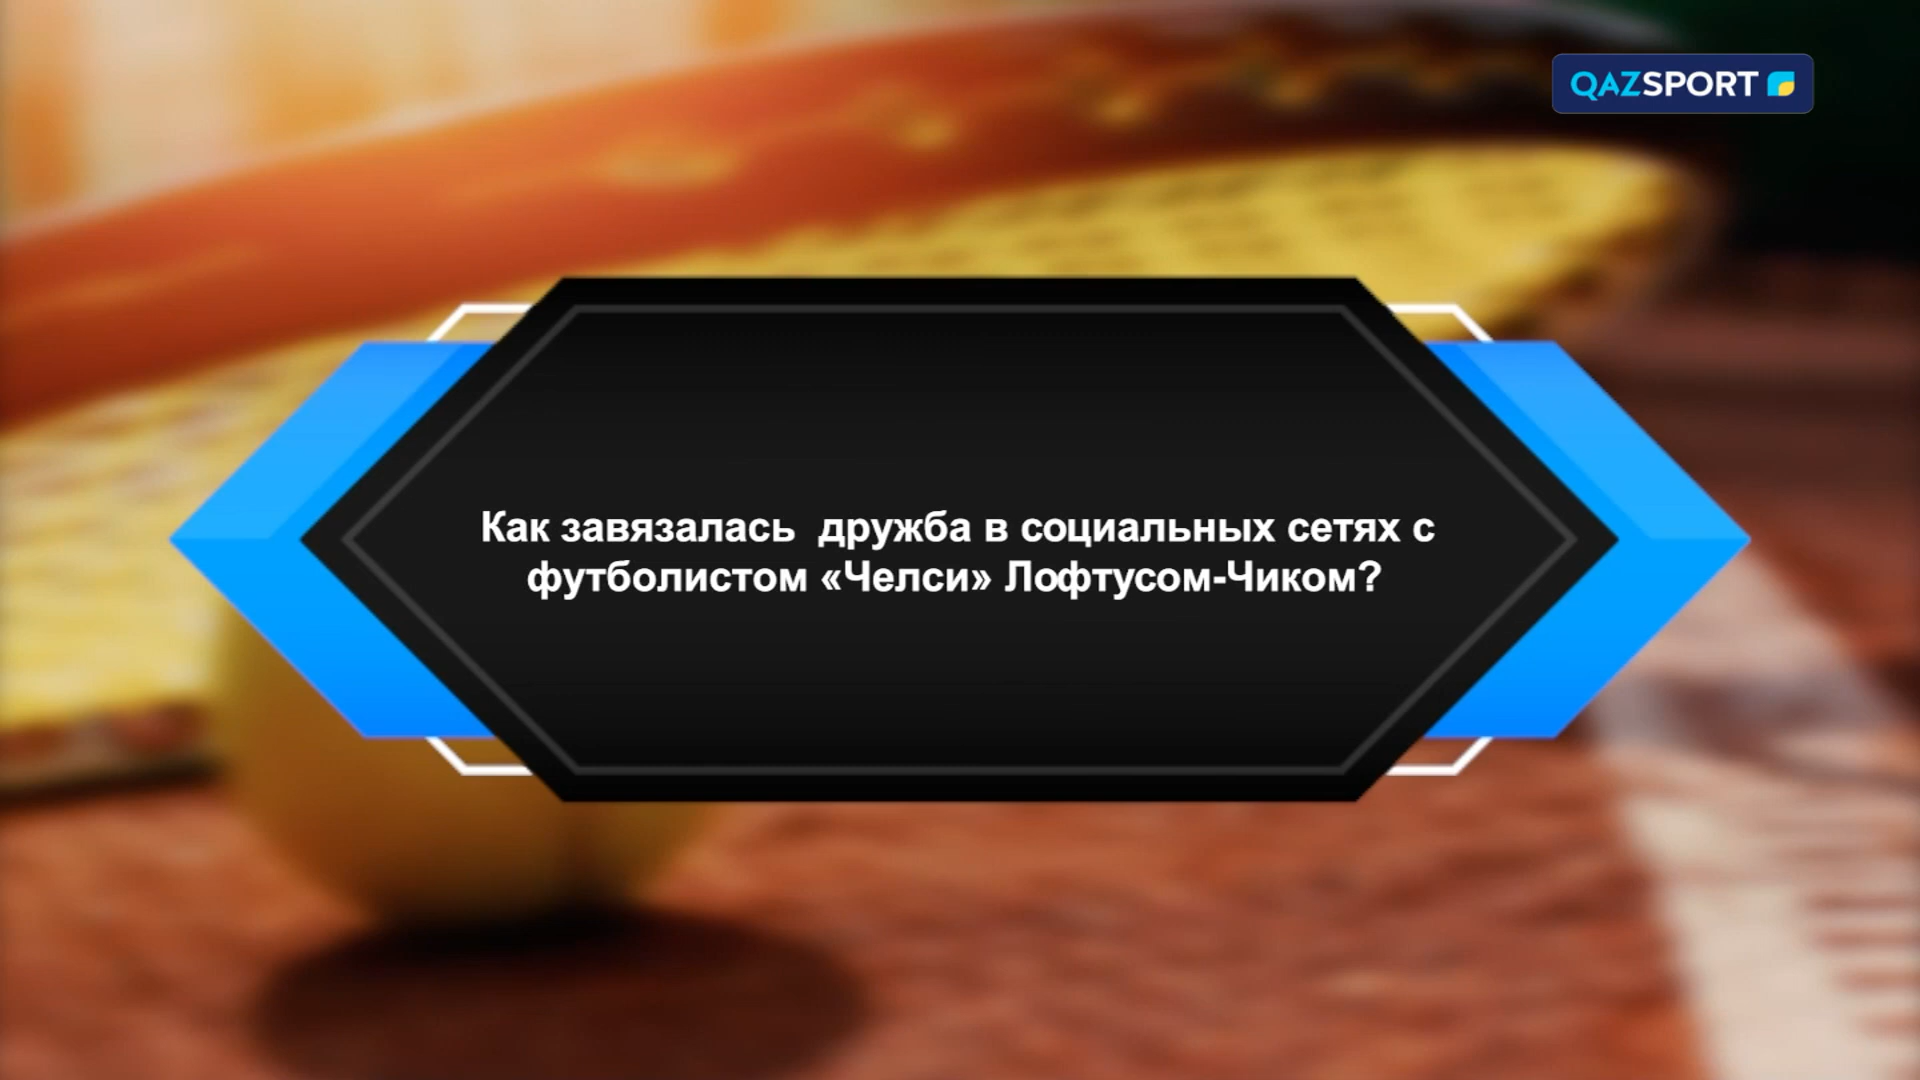 QAZSPORT
Как завязалась  дружба в социальных сетях с
футболистом «Челси» Лофтусом-Чиком?